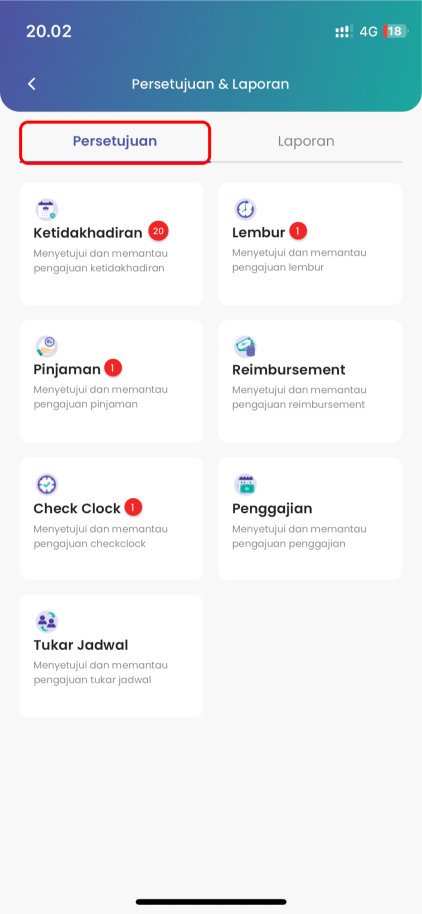 20.02
4G 18
Persetujuan & Laporan
Persetujuan
Laporan
Ketidakhadiran 20
Menyetujui dan memantau
pengajuan ketidakhadiran
Lembur 1
Menyetujui dan memantau
pengajuan lembur
Pinjaman 1
Menyetujui dan memantau
pengajuan pinjaman
Reimbursement
Menyetujui dan memantau
pengajuan reimbursement
Check Clock 1
Menyetujui dan memantau
pengajuan checkclock
Penggajian
Menyetujui dan memantau
pengajuan penggajian
Tukar Jadwal
Menyetujui dan memantau
pengajuan tukar jadwal